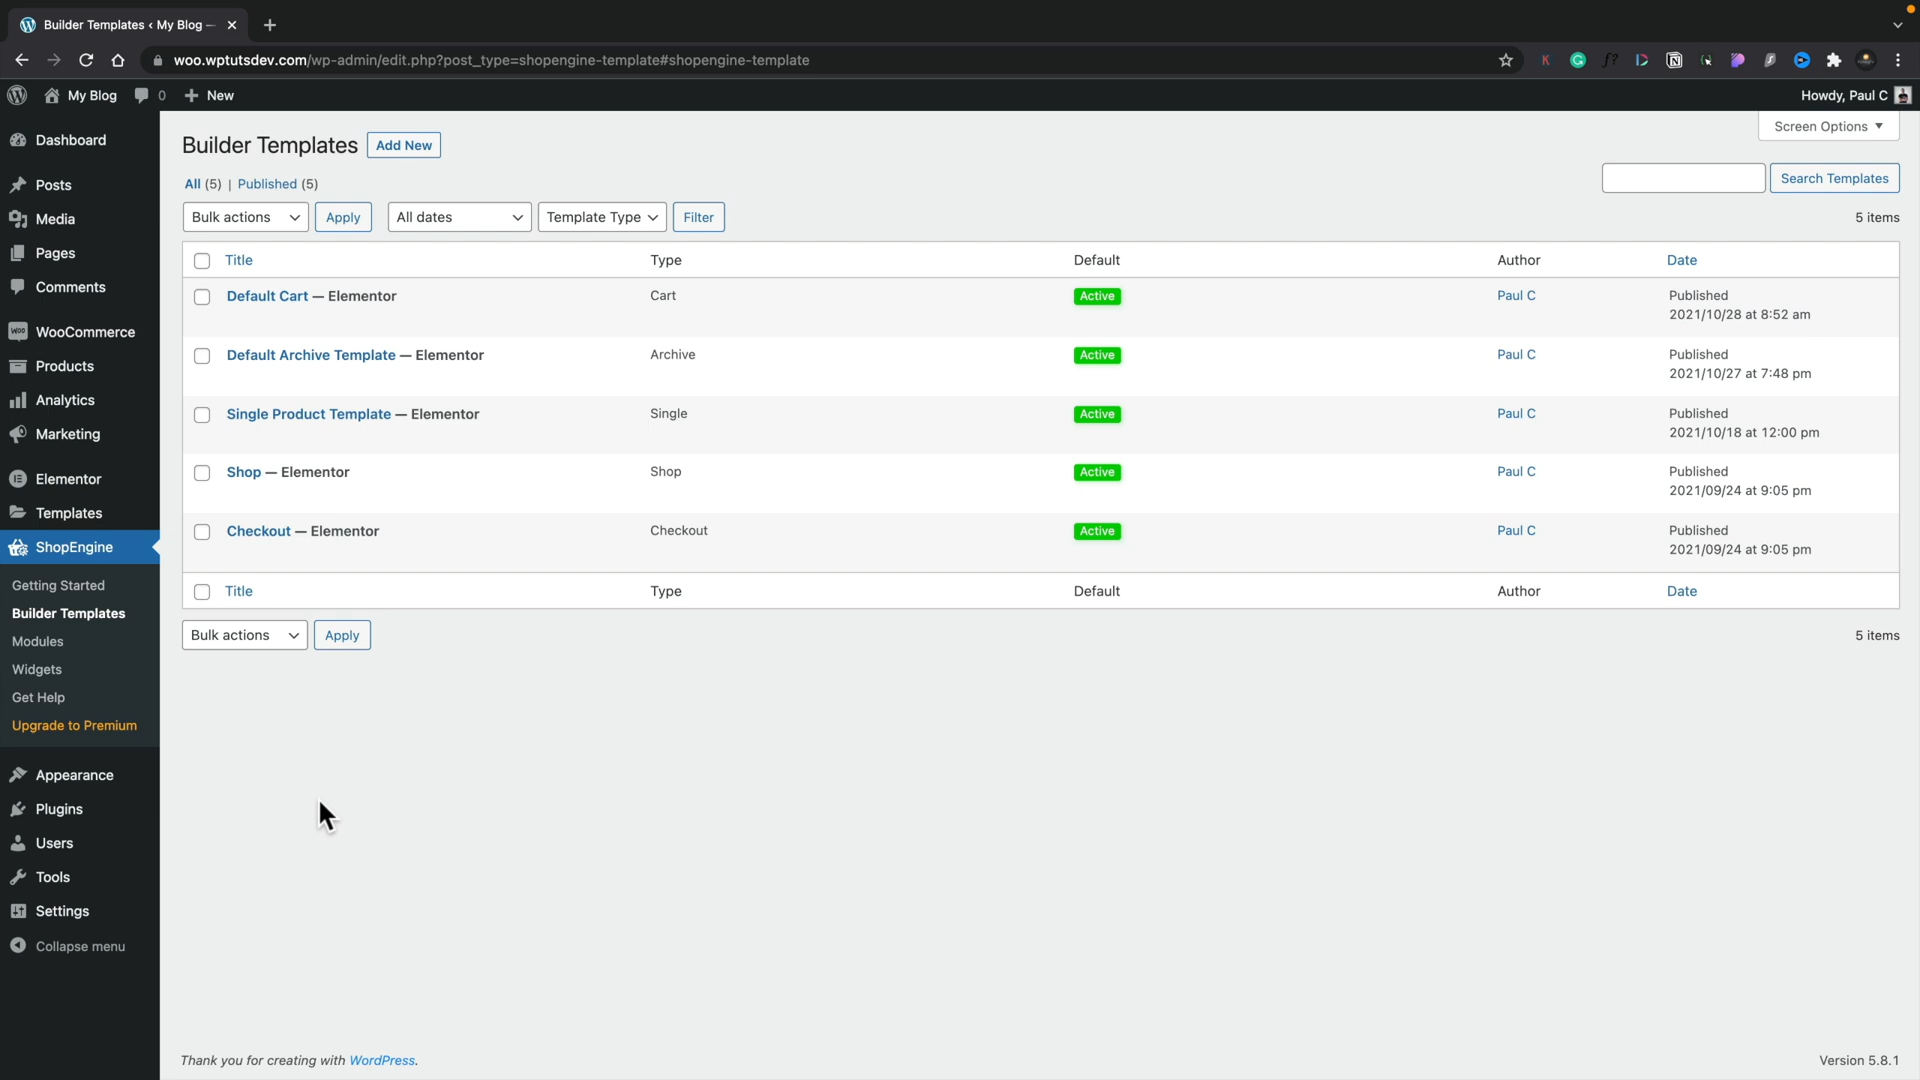 Builder Templates ‹ My Blog —
woo.wptutsdev.com/wp-admin/edit.php?post_type=shopengine-template#shopengine-template
My Blog 0 New
Howdy, Paul C
Dashboard
Posts
Media
Pages
Comments
WooCommerce
Products
Analytics
Marketing
Elementor
Templates
ShopEngine
Getting Started
Builder Templates
Modules
Widgets
Get Help
Upgrade to Premium
Appearance
Plugins
Users
Tools
Settings
Collapse menu
Screen Options
Builder Templates Add New
All (5) | Published (5)
Search Templates
Bulk actions Apply All dates Template Type Filter
5 items
Title Type Default Author Date
Default Cart — Elementor Cart Active Paul C Published
2021/10/28 at 8:52 am
Default Archive Template — Elementor Archive Active Paul C Published
2021/10/27 at 7:48 pm
Single Product Template — Elementor Single Active Paul C Published
2021/10/18 at 12:00 pm
Shop — Elementor Shop Active Paul C Published
2021/09/24 at 9:05 pm
Checkout — Elementor Checkout Active Paul C Published
2021/09/24 at 9:05 pm
Title Type Default Author Date
Bulk actions Apply
5 items
Thank you for creating with WordPress.
Version 5.8.1